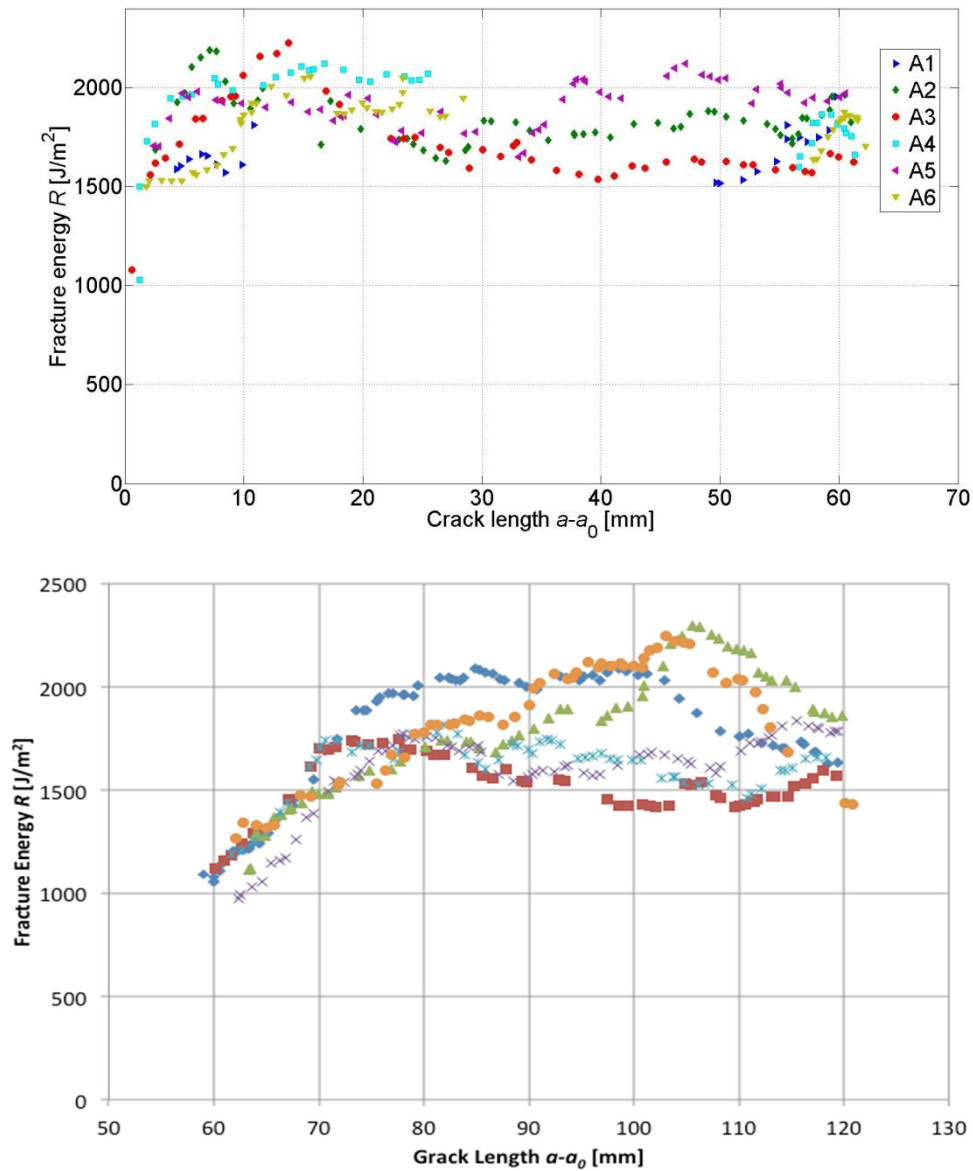 Fracture energy R [J/m²]
2000
1500
1000
500
0
0 10 20 30 40 50 60 70
Crack length a-a₀ [mm]
A1
A2
A3
A4
A5
A6
Fracture Energy R [J/m²]
2500
2000
1500
1000
500
0
50 60 70 80 90 100 110 120 130
Grack Length a-a₀ [mm]